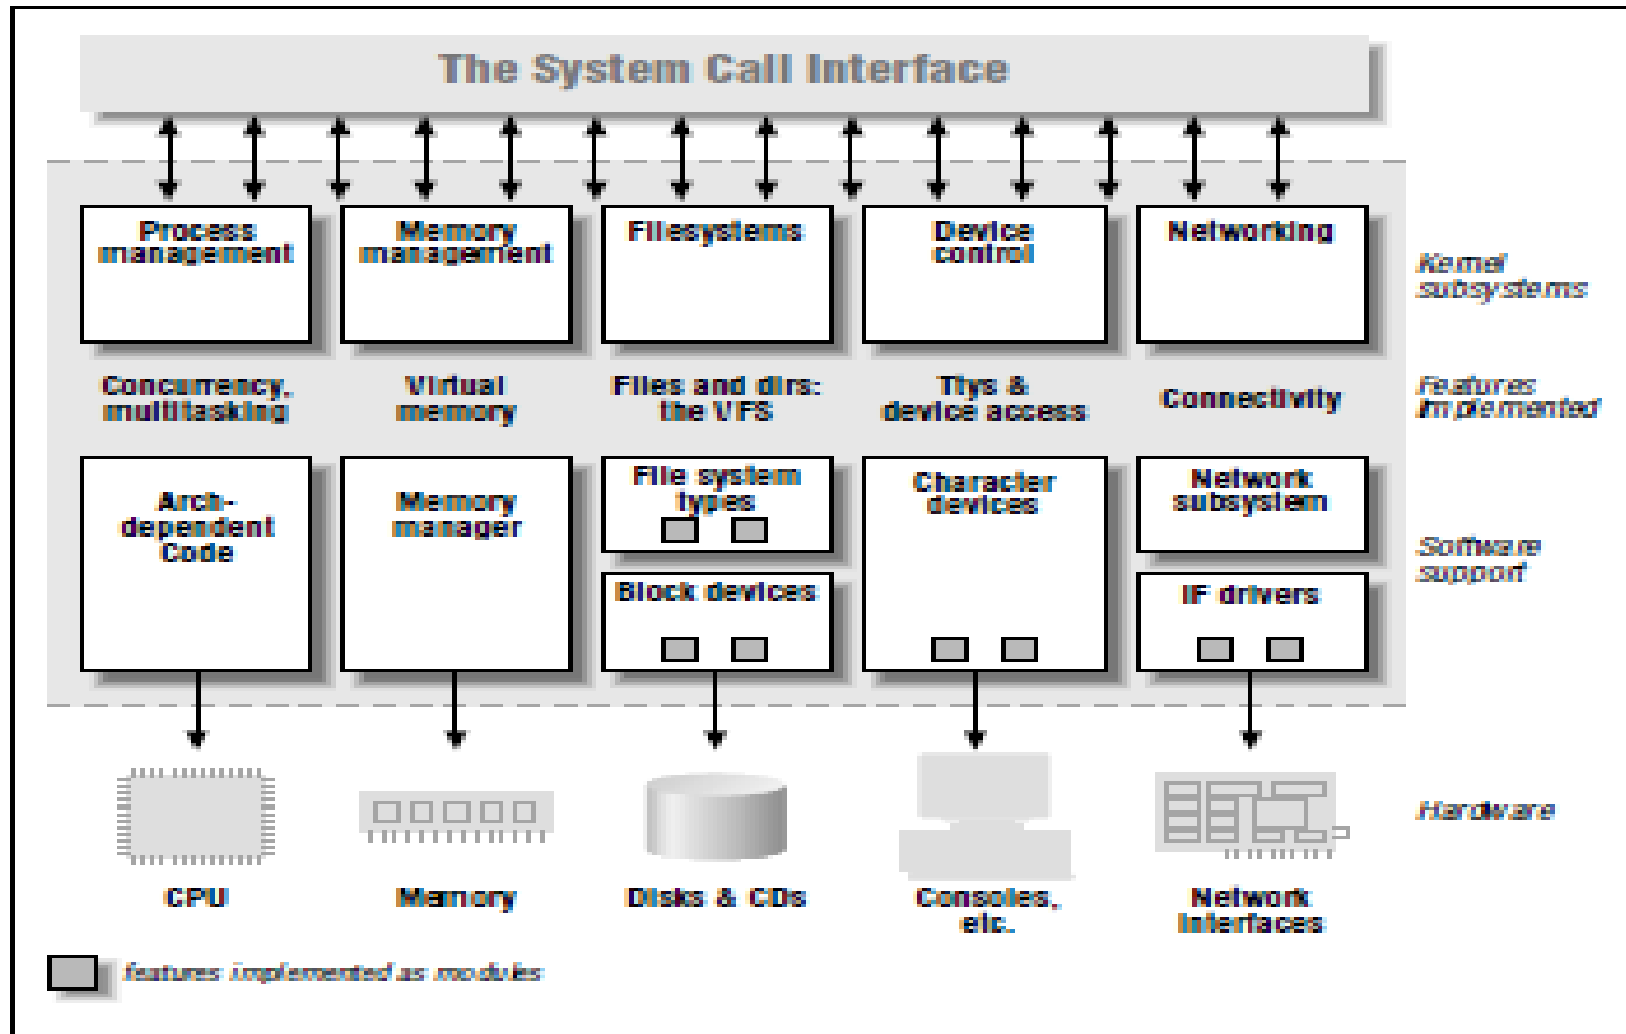 The System Call Interface
Process
management
Memory
management
Filesystems
Device
control
Networking
Kernel
subsystems
Concurrency,
multitasking
Virtual
memory
Files and dirs:
the VFS
Ttys &
device access
Connectivity
Features
implemented
Arch-
dependent
Code
Memory
manager
File system
types
Block devices
Character
devices
Network
subsystem
IF drivers
Software
support
Hardware
CPU
Memory
Disks & CDs
Consoles,
etc.
Network
interfaces
features implemented as modules